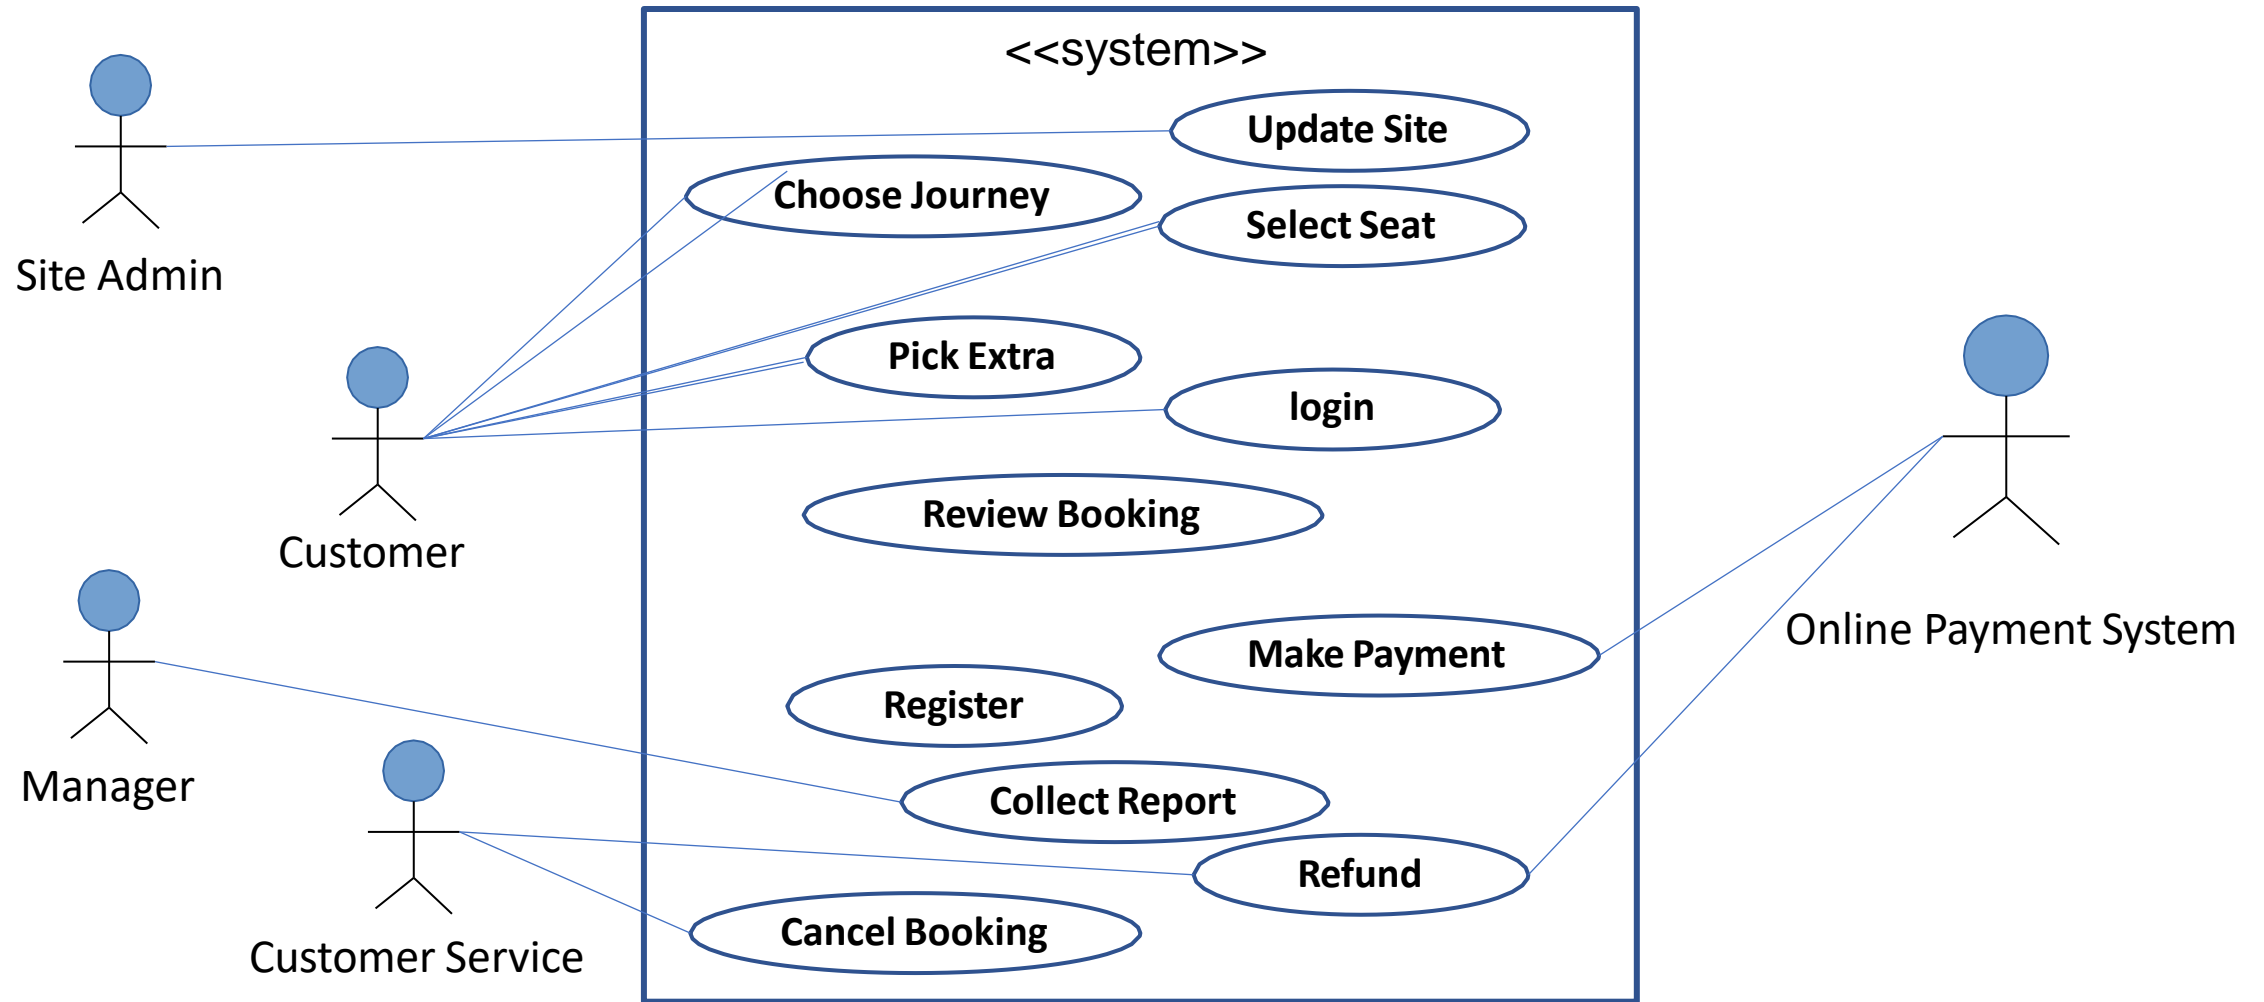 <<system>>
Update Site
Choose Journey
Select Seat
Site Admin
Pick Extra
login
Review Booking
Customer
Online Payment System
Make Payment
Register
Manager
Collect Report
Refund
Cancel Booking
Customer Service